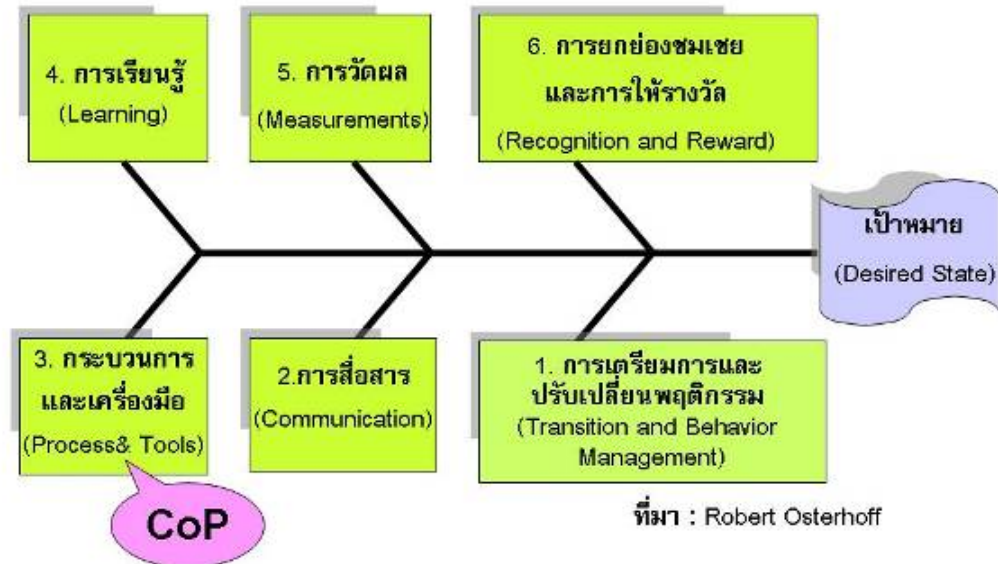 4. การเรียนรู้
(Learning)
5. การวัดผล
(Measurements)
6. การยกย่องชมเชย
และการให้รางวัล
(Recognition and Reward)
เป้าหมาย
(Desired State)
3. กระบวนการ
และเครื่องมือ
(Process& Tools)
2.การสื่อสาร
(Communication)
1. การเตรียมการและ
ปรับเปลี่ยนพฤติกรรม
(Transition and Behavior
Management)
CoP
ที่มา : Robert Osterhoff